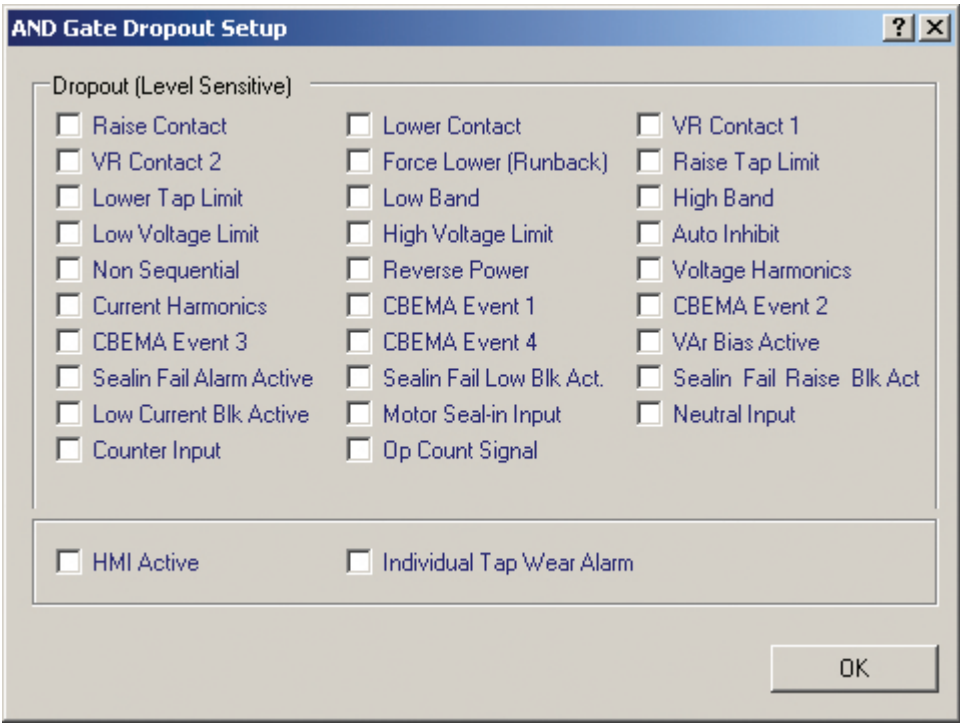 AND Gate Dropout Setup ? X
Dropout (Level Sensitive)
Raise Contact Lower Contact VR Contact 1
VR Contact 2 Force Lower (Runback) Raise Tap Limit
Lower Tap Limit Low Band High Band
Low Voltage Limit High Voltage Limit Auto Inhibit
Non Sequential Reverse Power Voltage Harmonics
Current Harmonics CBEMA Event 1 CBEMA Event 2
CBEMA Event 3 CBEMA Event 4 VAr Bias Active
Sealin Fail Alarm Active Sealin Fail Low Blk Act. Sealin Fail Raise Blk Act
Low Current Blk Active Motor Seal-in Input Neutral Input
Counter Input Op Count Signal
HMI Active Individual Tap Wear Alarm
OK